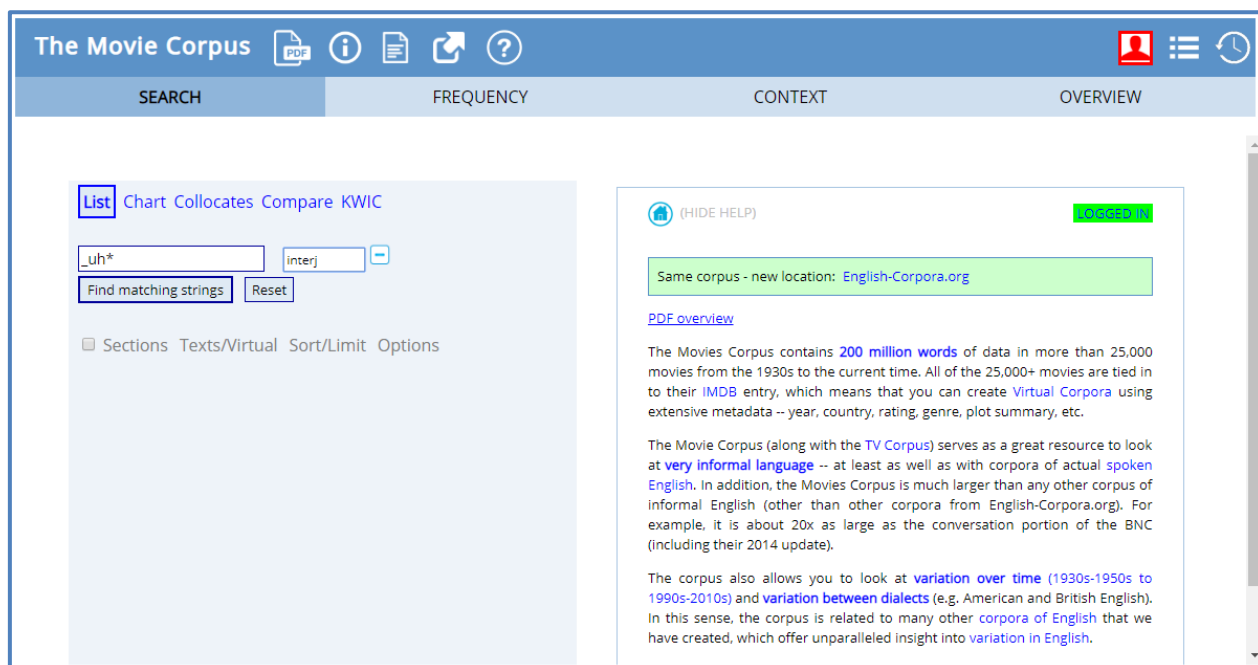 The Movie Corpus PDF
SEARCH FREQUENCY CONTEXT OVERVIEW
List Chart Collocates Compare KWIC
_uh* interj
Find matching strings Reset
Sections Texts/Virtual Sort/Limit Options
(HIDE HELP) LOGGED IN
Same corpus - new location: English-Corpora.org
PDF overview
The Movies Corpus contains 200 million words of data in more than 25,000
movies from the 1930s to the current time. All of the 25,000+ movies are tied in
to their IMDB entry, which means that you can create Virtual Corpora using
extensive metadata -- year, country, rating, genre, plot summary, etc.
The Movie Corpus (along with the TV Corpus) serves as a great resource to look
at very informal language -- at least as well as with corpora of actual spoken
English. In addition, the Movies Corpus is much larger than any other corpus of
informal English (other than other corpora from English-Corpora.org). For
example, it is about 20x as large as the conversation portion of the BNC
(including their 2014 update).
The corpus also allows you to look at variation over time (1930s-1950s to
1990s-2010s) and variation between dialects (e.g. American and British English).
In this sense, the corpus is related to many other corpora of English that we
have created, which offer unparalleled insight into variation in English.